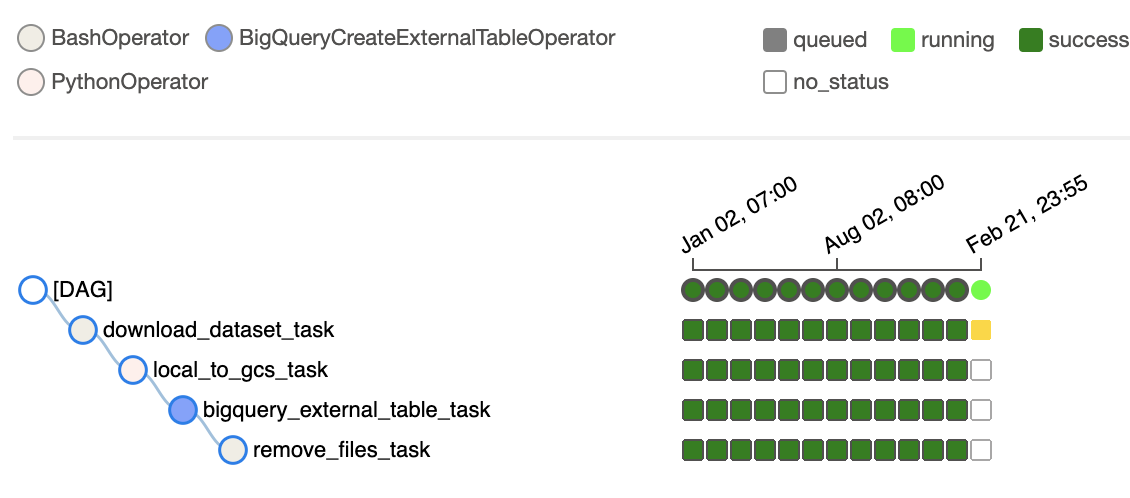 BashOperator BigQueryCreateExternalTableOperator queued running success
PythonOperator no_status
Jan 02, 07:00 Aug 02, 08:00 Feb 21, 23:55
[DAG]
download_dataset_task
local_to_gcs_task
bigquery_external_table_task
remove_files_task